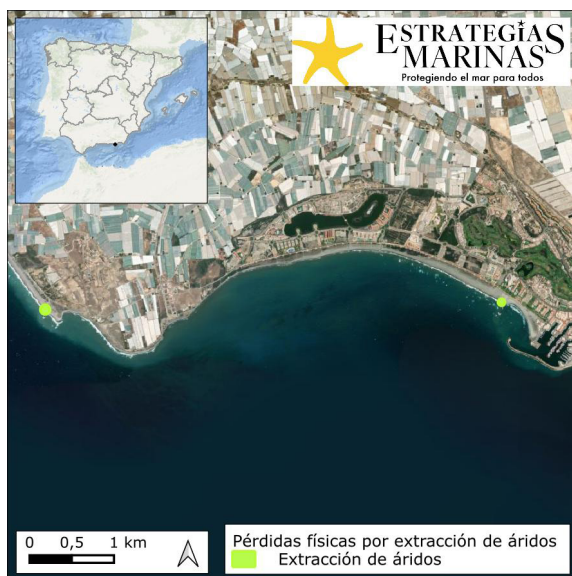 ESTRATEGIAS
MARINAS
Protegiendo el mar para todos
0 0,5 1 km
Pérdidas físicas por extracción de áridos
Extracción de áridos